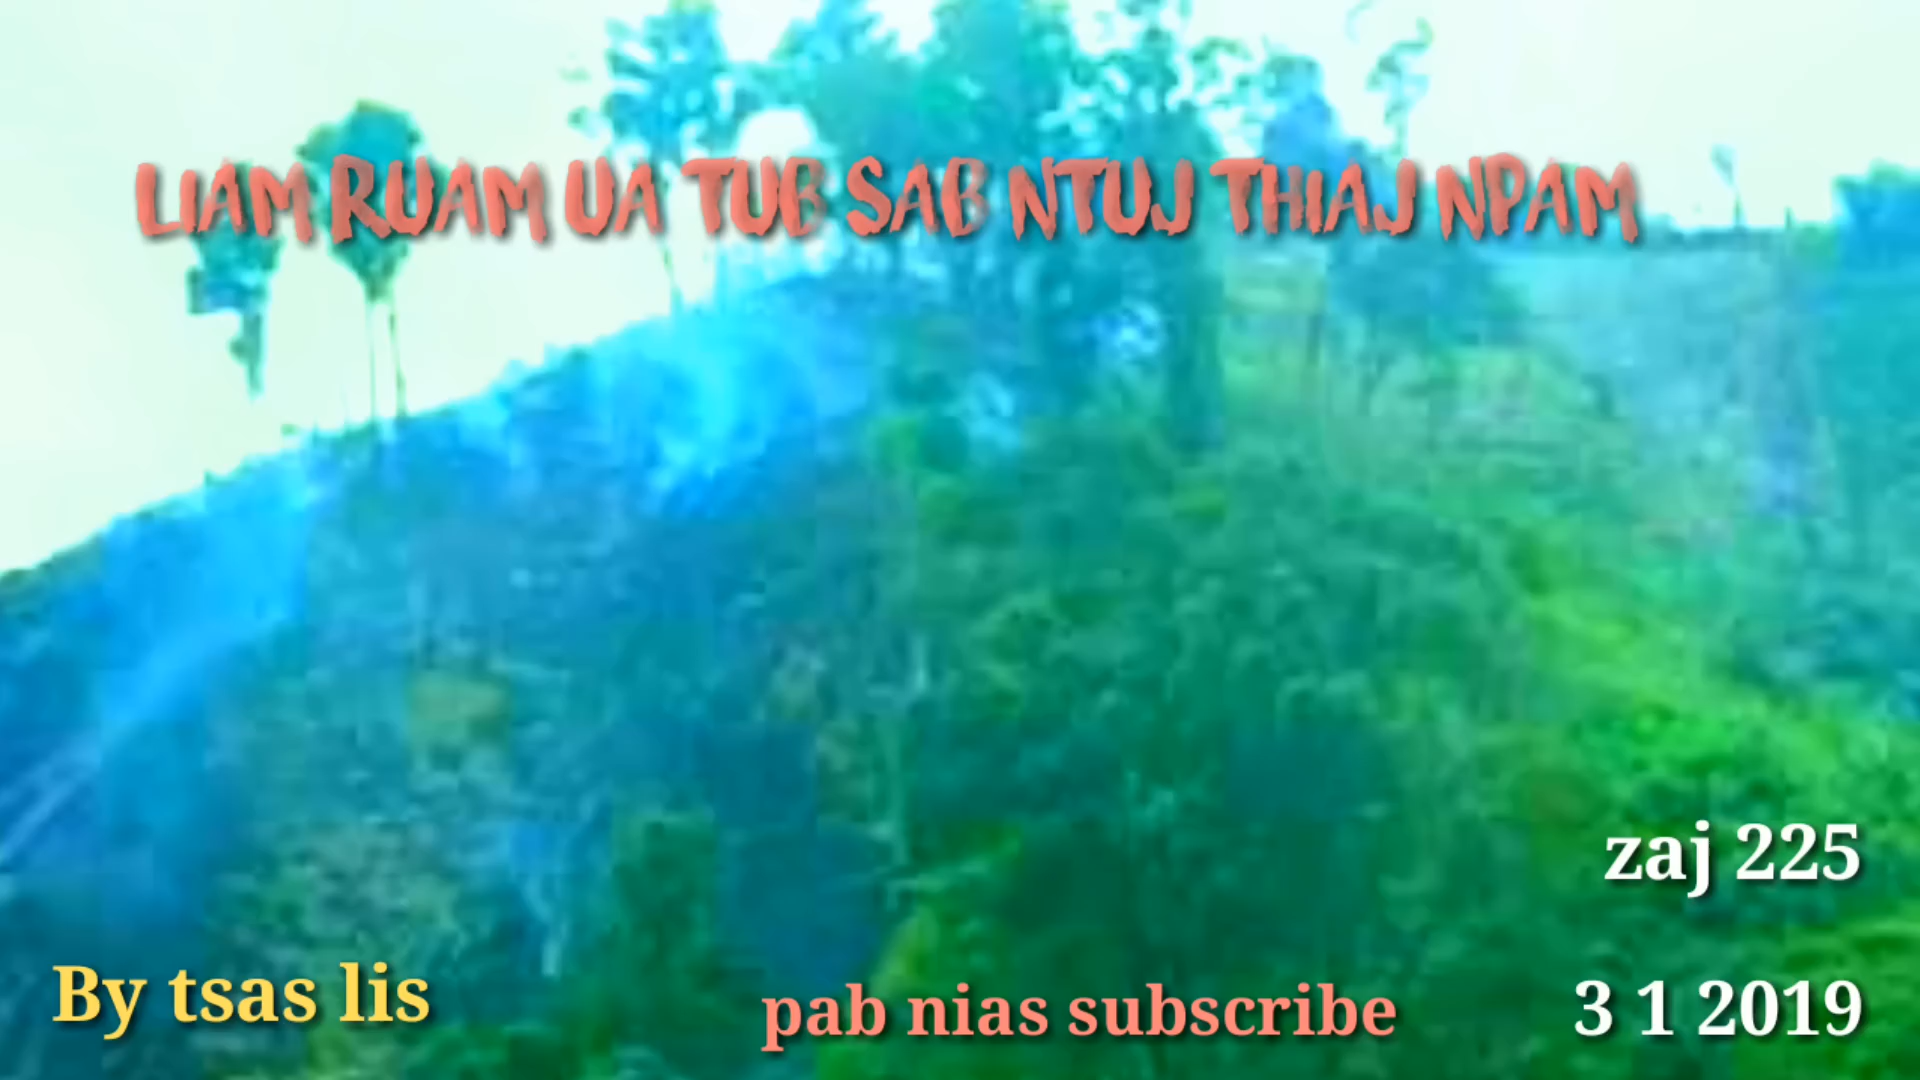 LIAM RUAM UA TUB SAB NTUJ THIAJ NPAM
zaj 225
By tsas lis
pab nias subscribe
3 1 2019